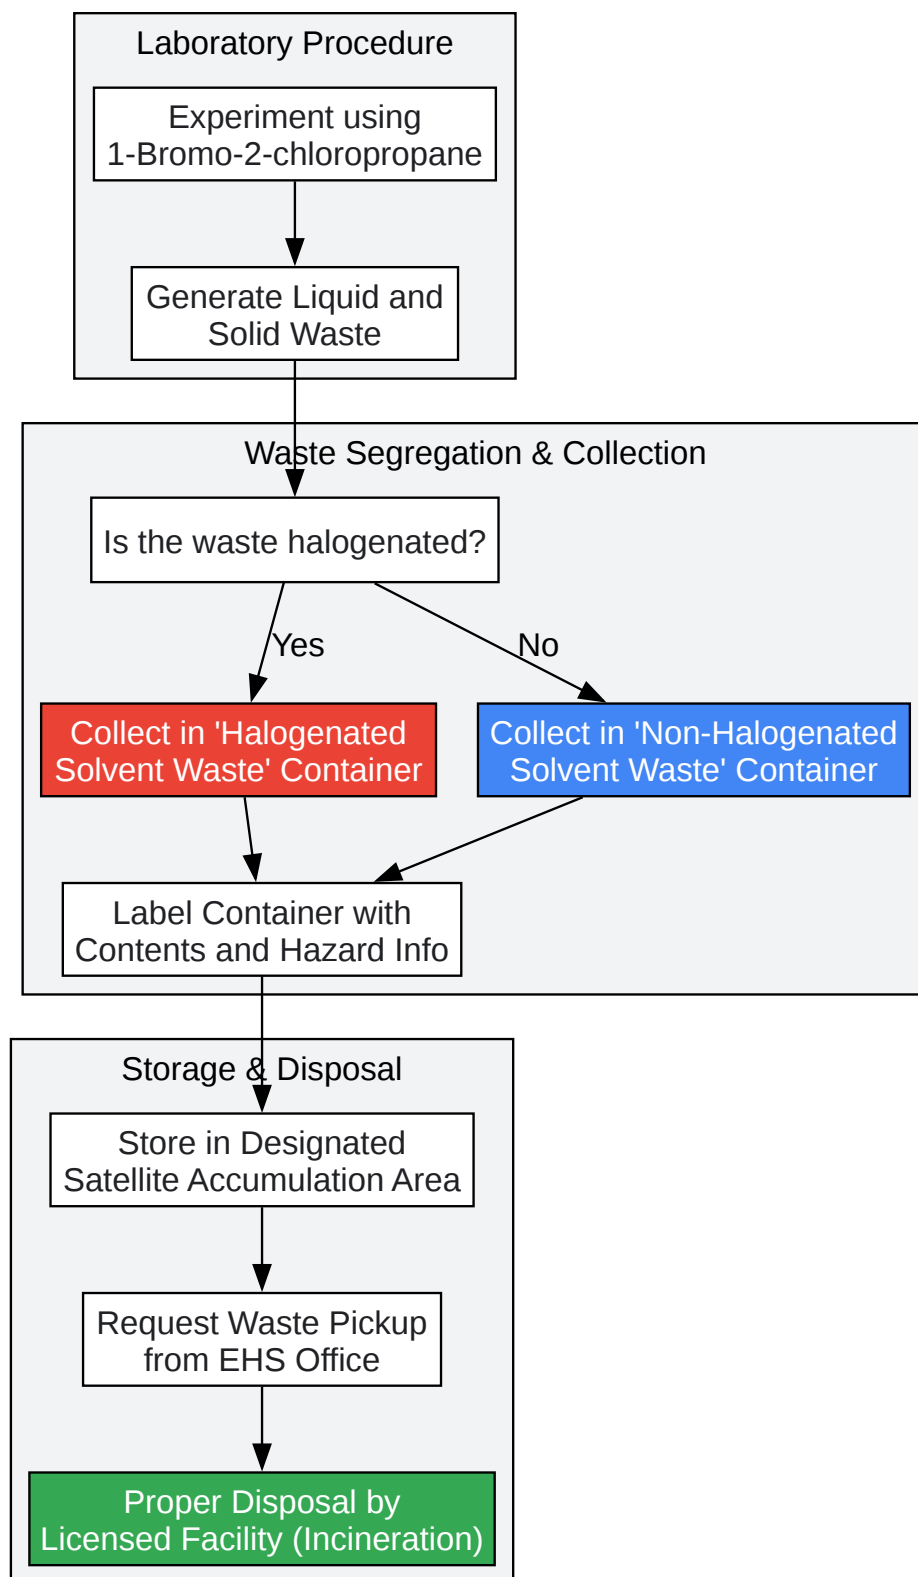 Laboratory Procedure
Experiment using
1-Bromo-2-chloropropane
Generate Liquid and
Solid Waste
Waste Segregation & Collection
Is the waste halogenated?
Yes
No
Collect in 'Halogenated
Solvent Waste' Container
Collect in 'Non-Halogenated
Solvent Waste' Container
Label Container with
Contents and Hazard Info
Storage & Disposal
Store in Designated
Satellite Accumulation Area
Request Waste Pickup
from EHS Office
Proper Disposal by
Licensed Facility (Incineration)